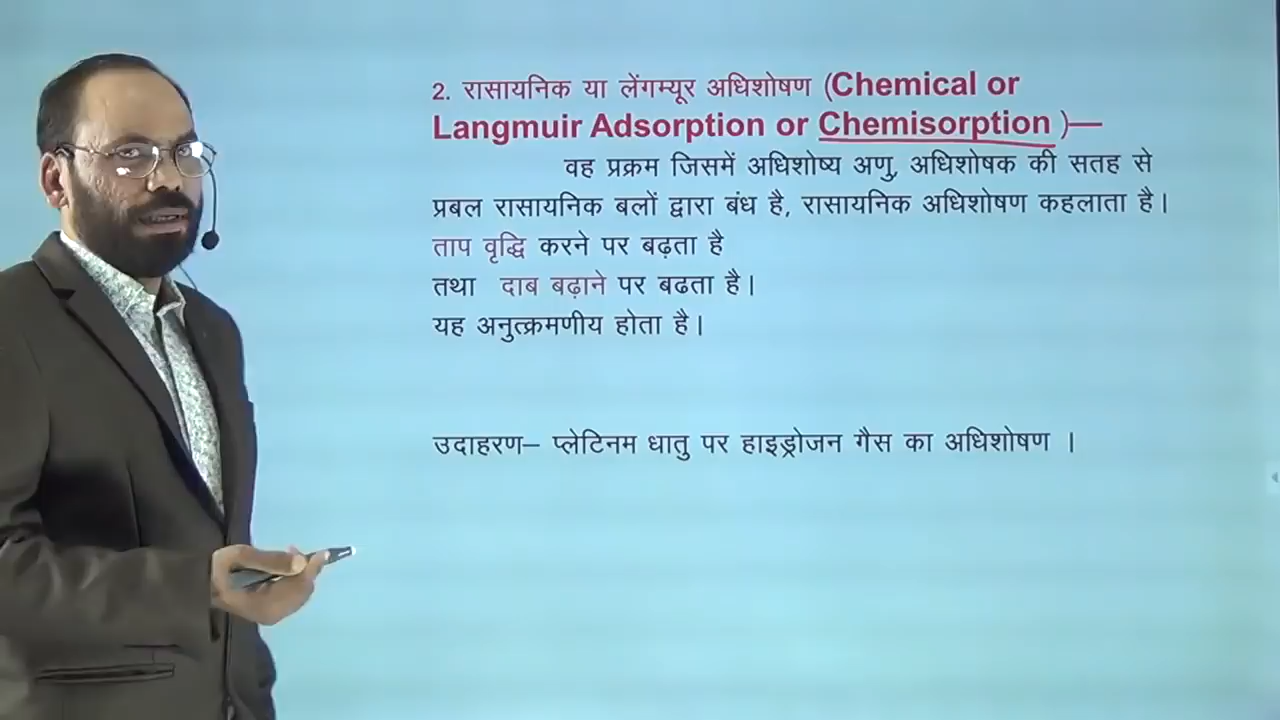 2. रासायनिक या लेंगम्यूर अधिशोषण (Chemical or
Langmuir Adsorption or Chemisorption )—
वह प्रक्रम जिसमें अधिशोष्य अणु, अधिशोषक की सतह से
प्रबल रासायनिक बलों द्वारा बंध है, रासायनिक अधिशोषण कहलाता है।
ताप वृद्धि करने पर बढ़ता है
तथा दाब बढ़ाने पर बढता है।
यह अनुत्क्रमणीय होता है।
उदाहरण– प्लेटिनम धातु पर हाइड्रोजन गैस का अधिशोषण ।